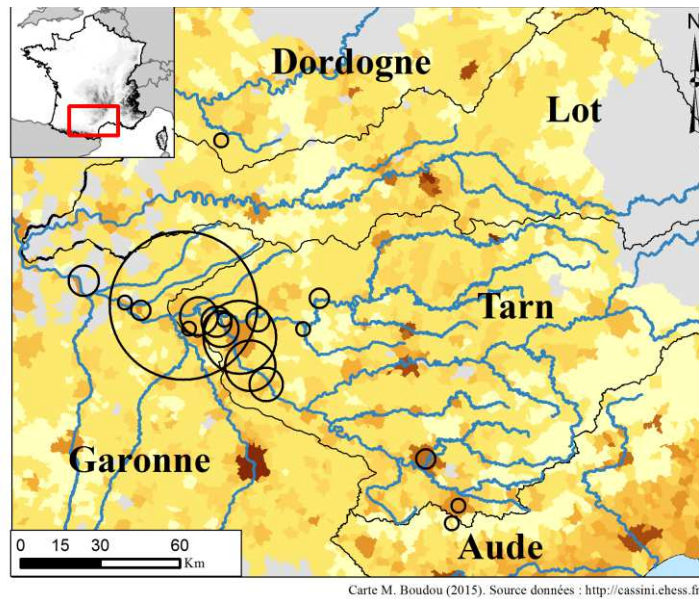 N
Dordogne
Lot
Tarn
Garonne
0 15 30 60
Km
Aude
Carte M. Boudou (2015). Source données : http://cassini.ehess.fr